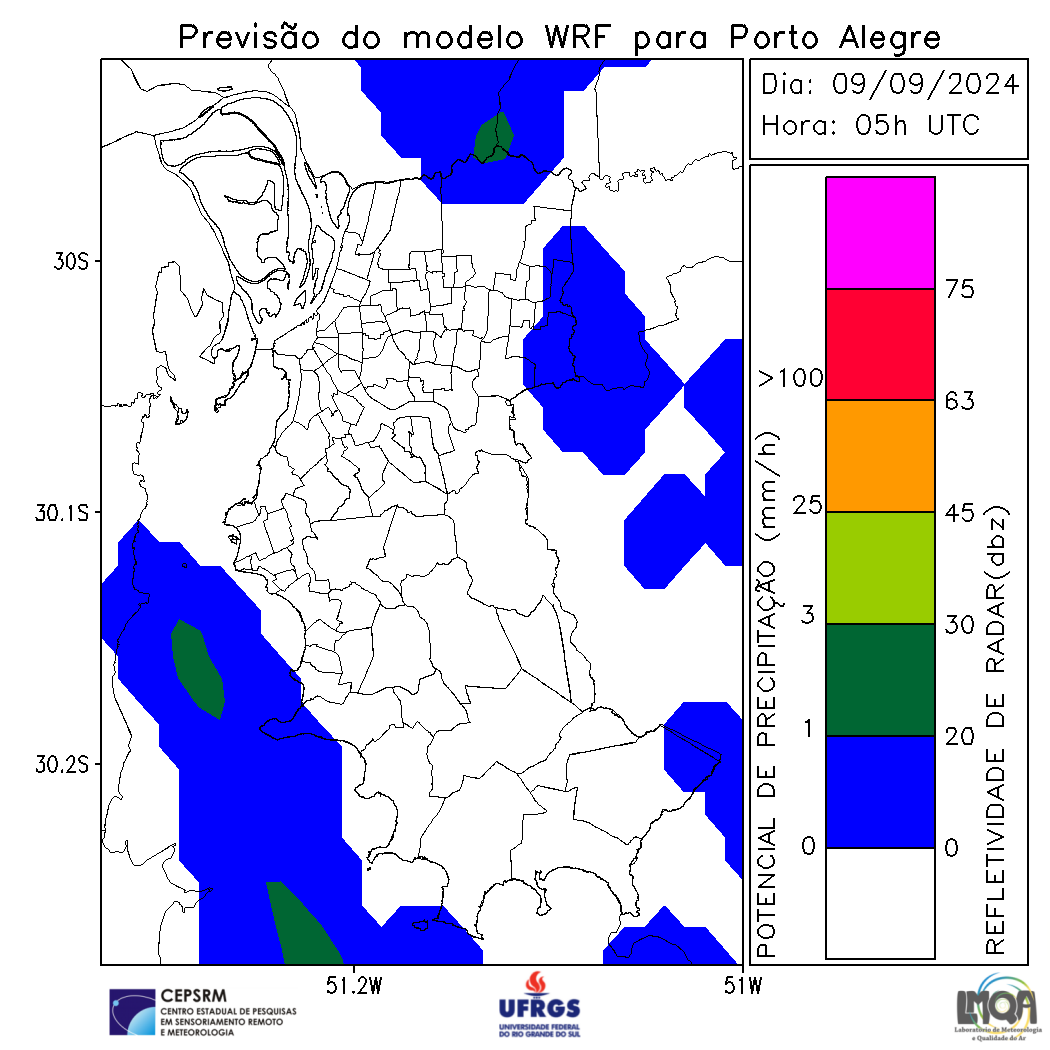 Previsão do modelo WRF para Porto Alegre
Dia: 09/09/2024
Hora: 05h UTC
30S
30.1S
30.2S
51.2W
51W
POTENCIAL DE PRECIPITAÇÃO (mm/h)
>100
25
3
1
0
75
63
45
30
20
0
REFLETIVIDADE DE RADAR(dbz)
CEPSRM
CENTRO ESTADUAL DE PESQUISAS
EM SENSORIAMENTO REMOTO
E METEOROLOGIA
UFRGS
UNIVERSIDADE FEDERAL
DO RIO GRANDE DO SUL
LMQA
Laboratório de Meteorologia
e Qualidade do Ar